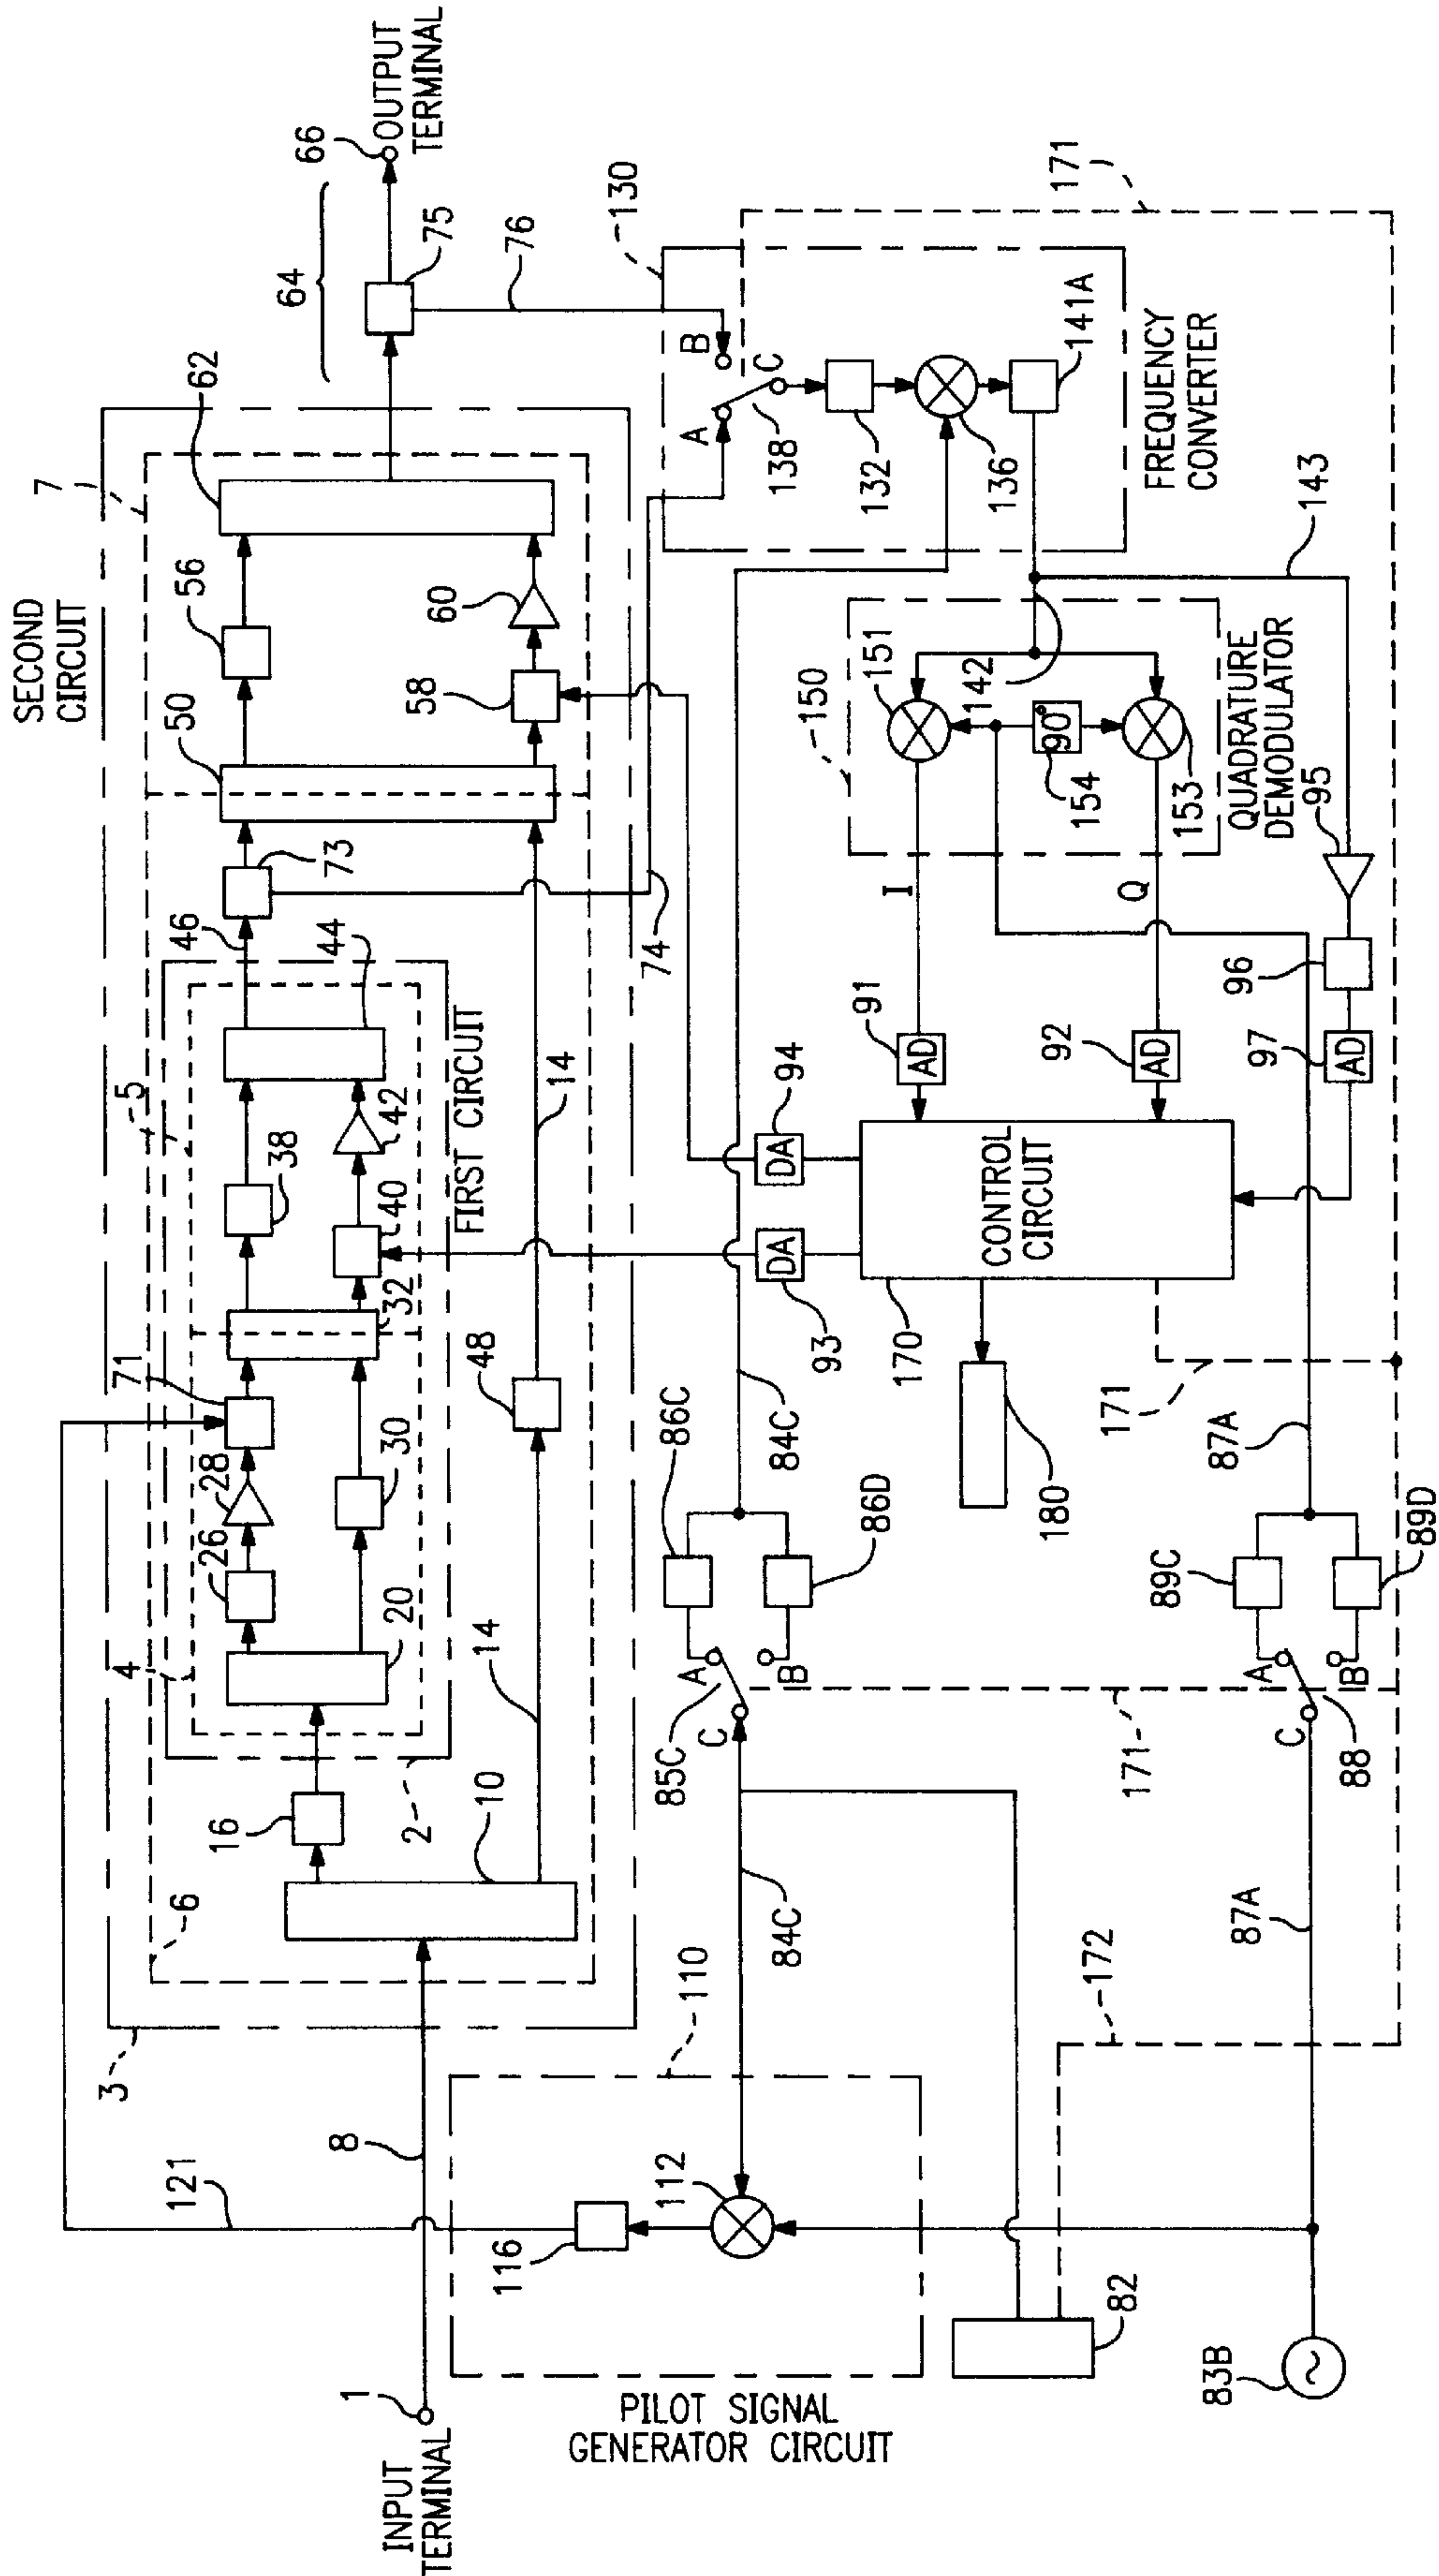 SECOND
CIRCUIT
7
62
64
66
OUTPUT
TERMINAL
50
56
75
60
58
76
130
171
73
46
44
74
5
38
42
FIRST CIRCUIT
40
32
14
71
28
26
30
48
4
20
14
16
2
10
6
3
8
121
1
INPUT
TERMINAL
A
B
C
138
132
136
141A
FREQUENCY
CONVERTER
143
150
151
142
90°
154
153
QUADRATURE
DEMODULATOR
95
I
Q
91
AD
92
AD
96
97
AD
94
DA
93
DA
CONTROL
CIRCUIT
170
180
171
84C
87A
86C
86D
89C
89D
A
B
C
85C
A
B
C
88
171
84C
87A
172
110
112
116
82
83B
PILOT SIGNAL
GENERATOR CIRCUIT